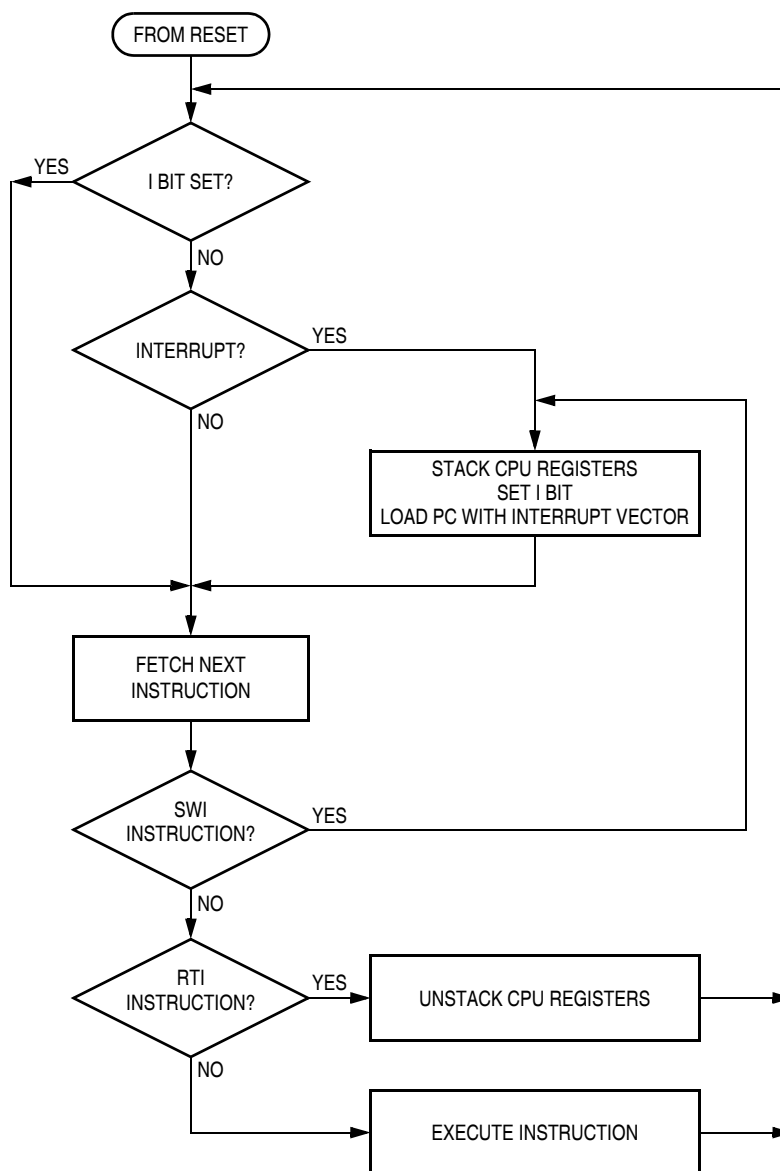 FROM RESET
YES
I BIT SET?
NO
INTERRUPT?
YES
NO
STACK CPU REGISTERS
SET I BIT
LOAD PC WITH INTERRUPT VECTOR
FETCH NEXT
INSTRUCTION
SWI
INSTRUCTION?
YES
NO
RTI
INSTRUCTION?
YES
UNSTACK CPU REGISTERS
NO
EXECUTE INSTRUCTION